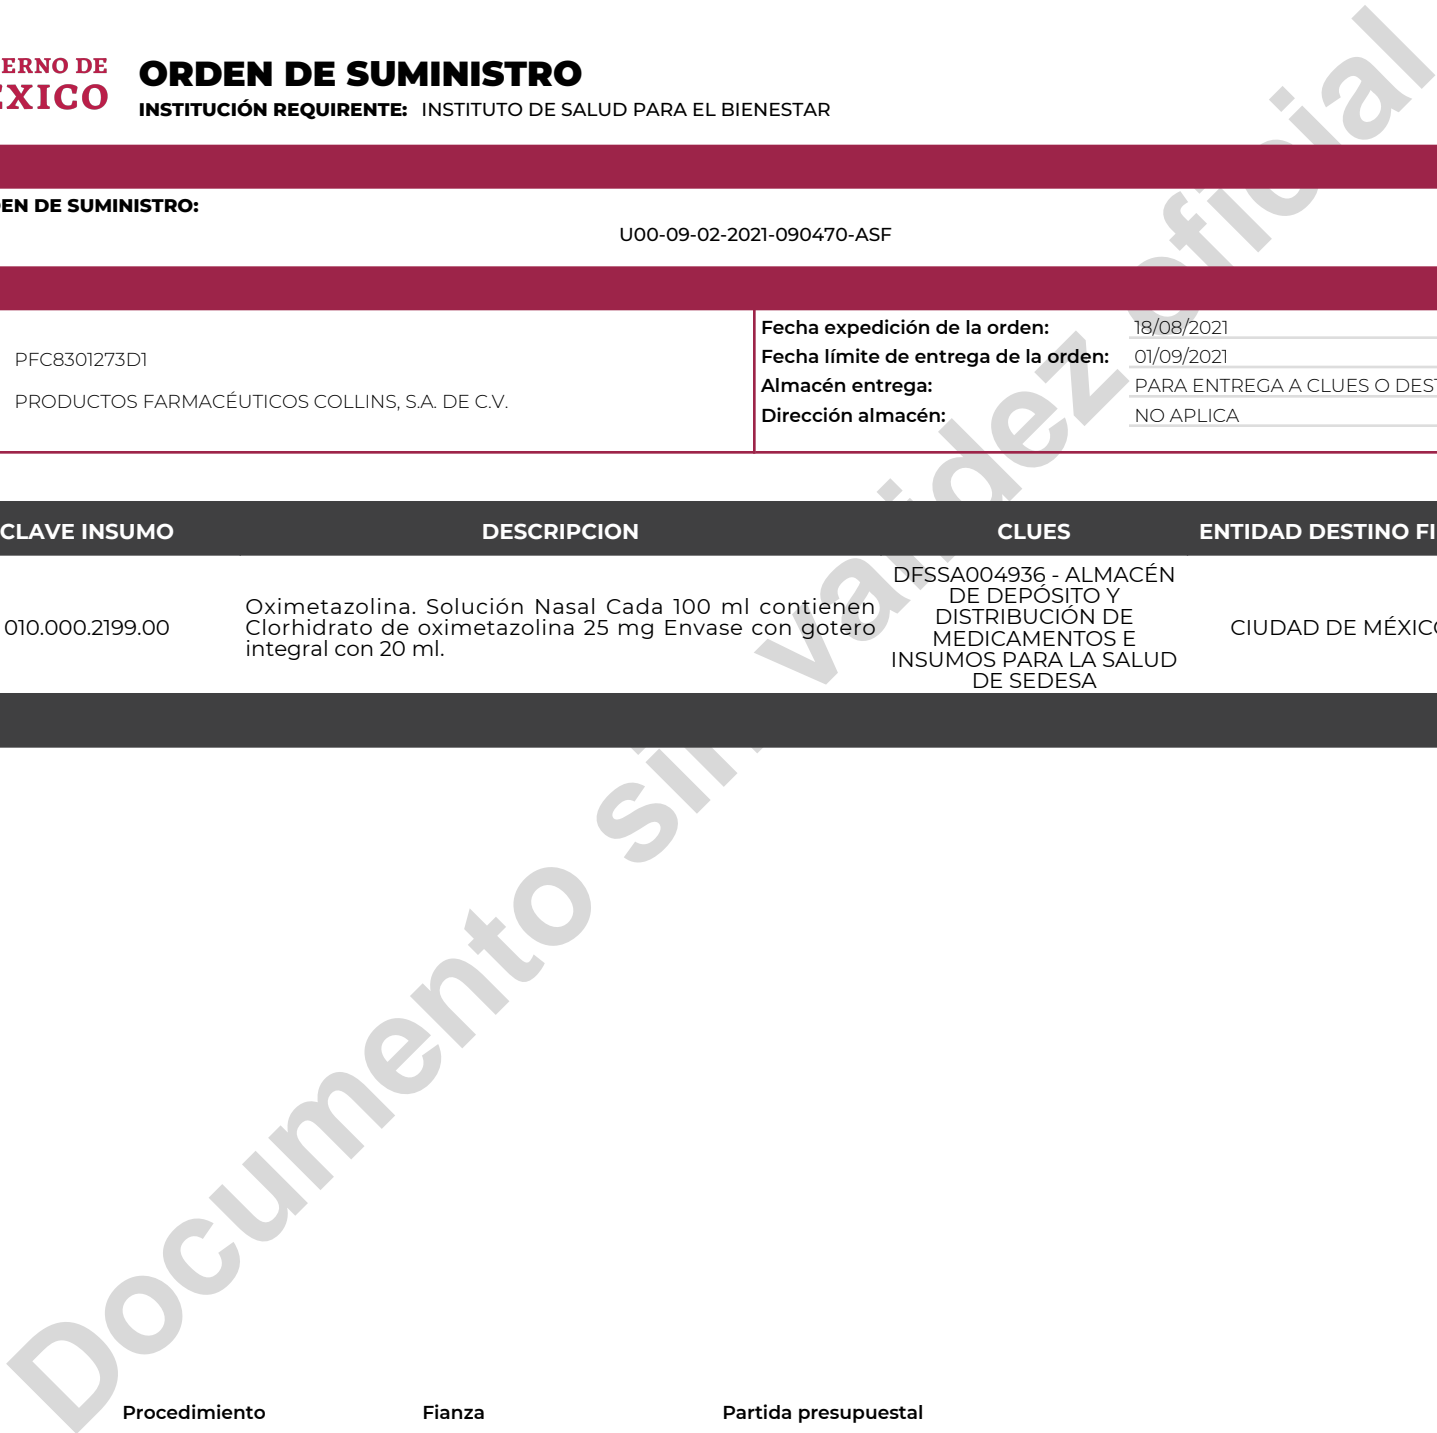 ERNO DE
ÉXICO
ORDEN DE SUMINISTRO
INSTITUCIÓN REQUIRENTE: INSTITUTO DE SALUD PARA EL BIENESTAR
EN DE SUMINISTRO:
U00-09-02-2021-090470-ASF
PFC8301273D1
PRODUCTOS FARMACÉUTICOS COLLINS, S.A. DE C.V.
Fecha expedición de la orden: 18/08/2021
Fecha límite de entrega de la orden: 01/09/2021
Almacén entrega: PARA ENTREGA A CLUES O DEST
Dirección almacén: NO APLICA
CLAVE INSUMO DESCRIPCION CLUES ENTIDAD DESTINO FI
010.000.2199.00
Oximetazolina. Solución Nasal Cada 100 ml contienen
Clorhidrato de oximetazolina 25 mg Envase con gotero
integral con 20 ml.
DFSSA004936 - ALMACÉN
DE DEPÓSITO Y
DISTRIBUCIÓN DE
MEDICAMENTOS E
INSUMOS PARA LA SALUD
DE SEDESA
CIUDAD DE MÉXICO
Documento sin validez oficial
Procedimiento Fianza Partida presupuestal